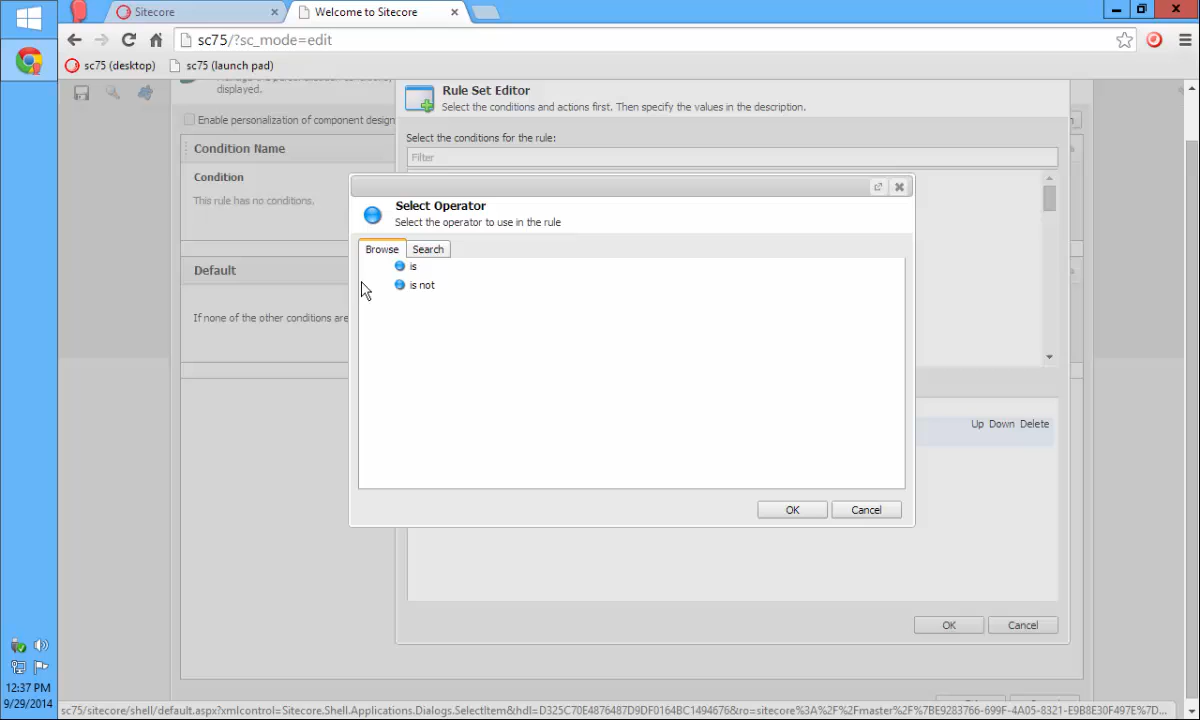 Sitecore
Welcome to Sitecore
sc75/?sc_mode=edit
sc75 (desktop)
sc75 (launch pad)
displayed.
Enable personalization of component design
Condition Name
Condition
This rule has no conditions.
Default
If none of the other conditions are
Rule Set Editor
Select the conditions and actions first. Then specify the values in the description.
Select the conditions for the rule:
Filter
Select Operator
Select the operator to use in the rule
Browse
Search
is
is not
OK
Cancel
Up Down Delete
OK
Cancel
12:37 PM
9/29/2014
sc75/sitecore/shell/default.aspx?xmlcontrol=Sitecore.Shell.Applications.Dialogs.SelectItem&hdl=D325C70E4876487D9DF0164BC1494676&ro=sitecore%3A%2F%2Fmaster%2F%7BE9283766-699F-4A05-8321-E9B8E30F497E%7D...